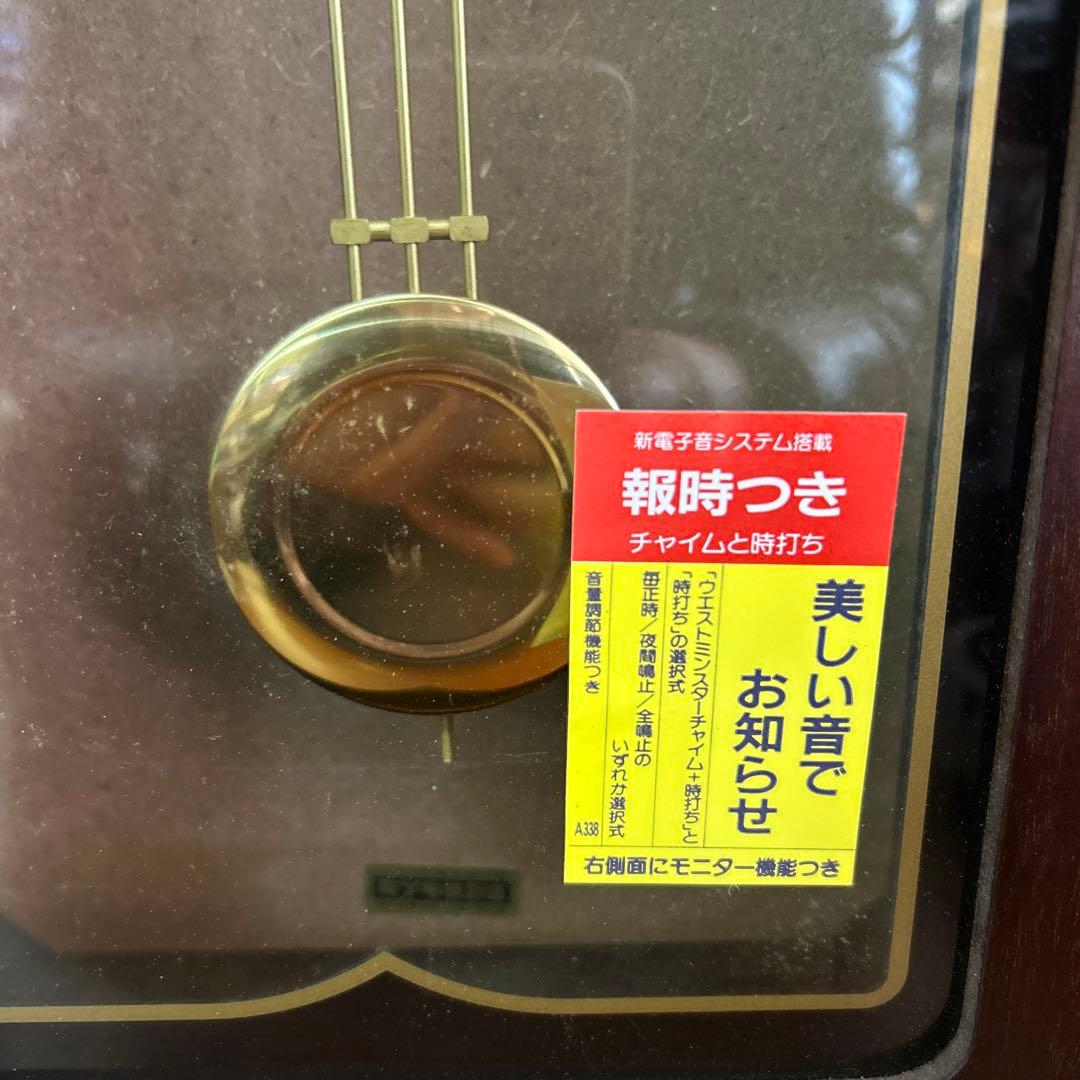 新電子音システム搭載
報時つき
チャイムと時打ち
美しい音で
お知らせ
「ウエストミンスターチャイム+時打ち」と
「時打ち」の選択式
毎正時/夜間鳴止/全鳴止の
いずれか選択式
音量調節機能つき
A338
右側面にモニター機能つき